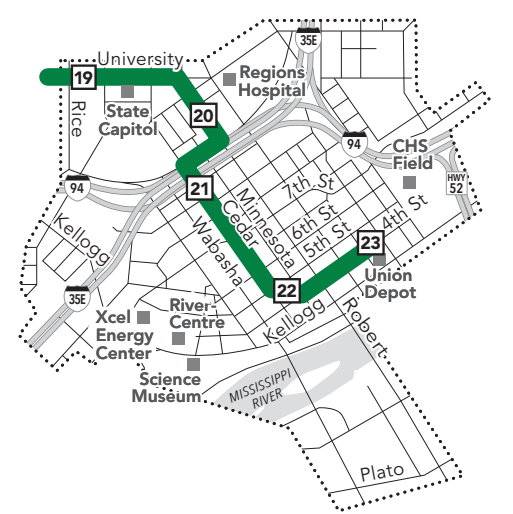 35E
University
19
Regions
Hospital
State
Capitol
Rice
20
94
CHS
Field
HWY
52
94
21
7th St
Minnesota
Cedar
Wabasha
6th St
5th St
4th St
Kellogg
23
Union
Depot
22
35E
Xcel
Energy
Center
River-
Centre
Kellogg
Robert
Science
Museum
MISSISSIPPI
RIVER
Plato